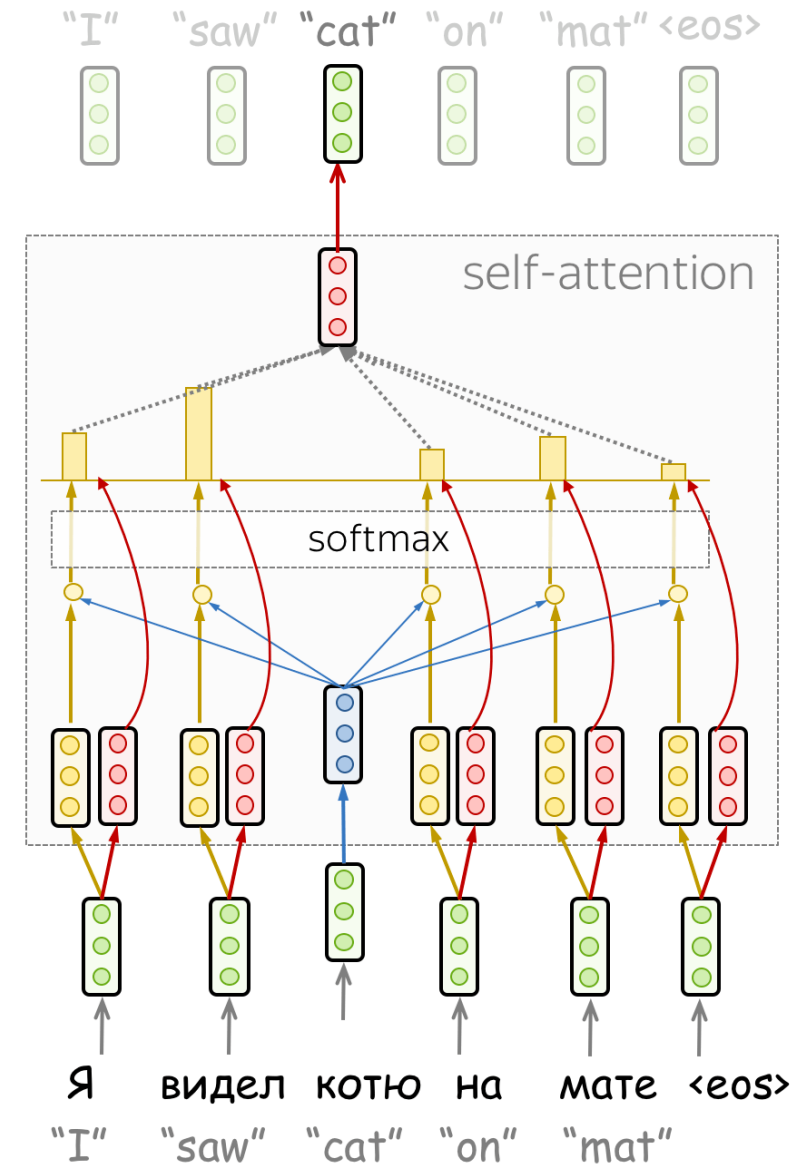 “I” “saw” “cat” “on” “mat” <eos>
self-attention
softmax
Я видел котю на мате <eos>
“I” “saw” “cat” “on” “mat”